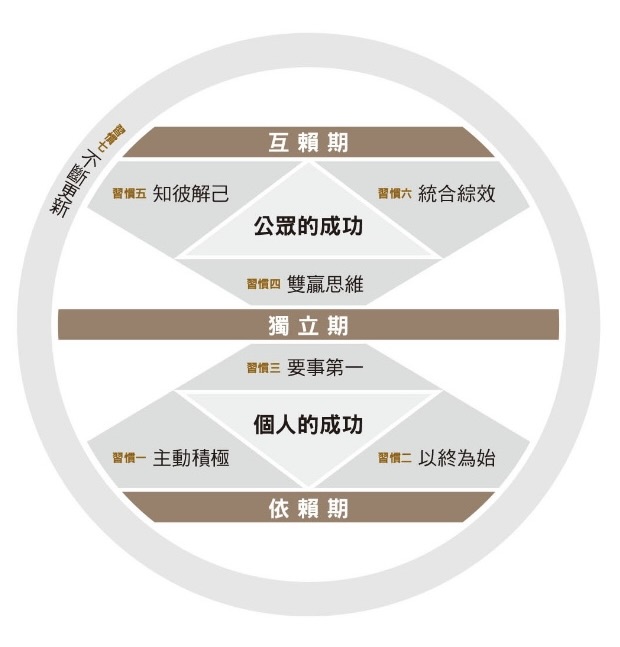 習慣七 不斷更新
互賴期
習慣五 知彼解己
習慣六 統合綜效
公眾的成功
習慣四 雙贏思維
獨立期
習慣三 要事第一
個人的成功
習慣一 主動積極
習慣二 以終為始
依賴期